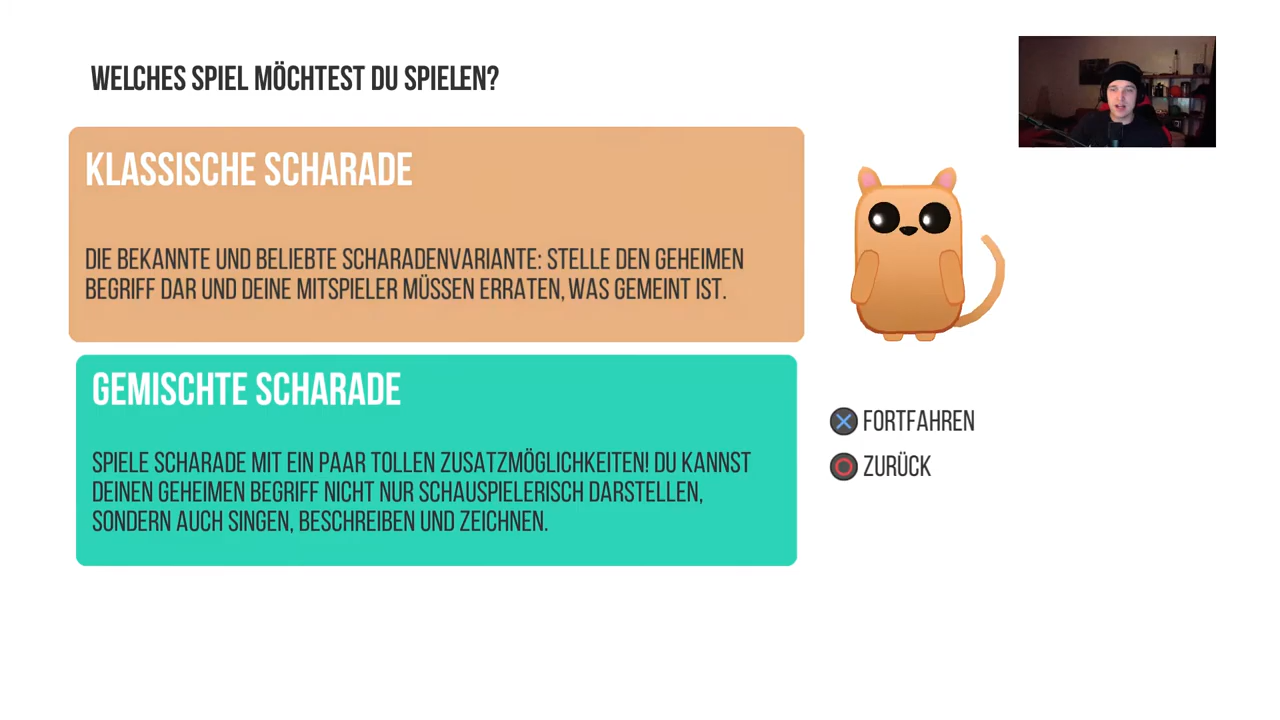 WELCHES SPIEL MÖCHTEST DU SPIELEN?
KLASSISCHE SCHARADE
DIE BEKANNTE UND BELIEBTE SCHARADENVARIANTE: STELLE DEN GEHEIMEN
BEGRIFF DAR UND DEINE MITSPIELER MÜSSEN ERRATEN, WAS GEMEINT IST.
GEMISCHTE SCHARADE
SPIELE SCHARADE MIT EIN PAAR TOLLEN ZUSATZMÖGLICHKEITEN! DU KANNST
DEINEN GEHEIMEN BEGRIFF NICHT NUR SCHAUSPIELERISCH DARSTELLEN,
SONDERN AUCH SINGEN, BESCHREIBEN UND ZEICHNEN.
FORTFAHREN
ZURÜCK